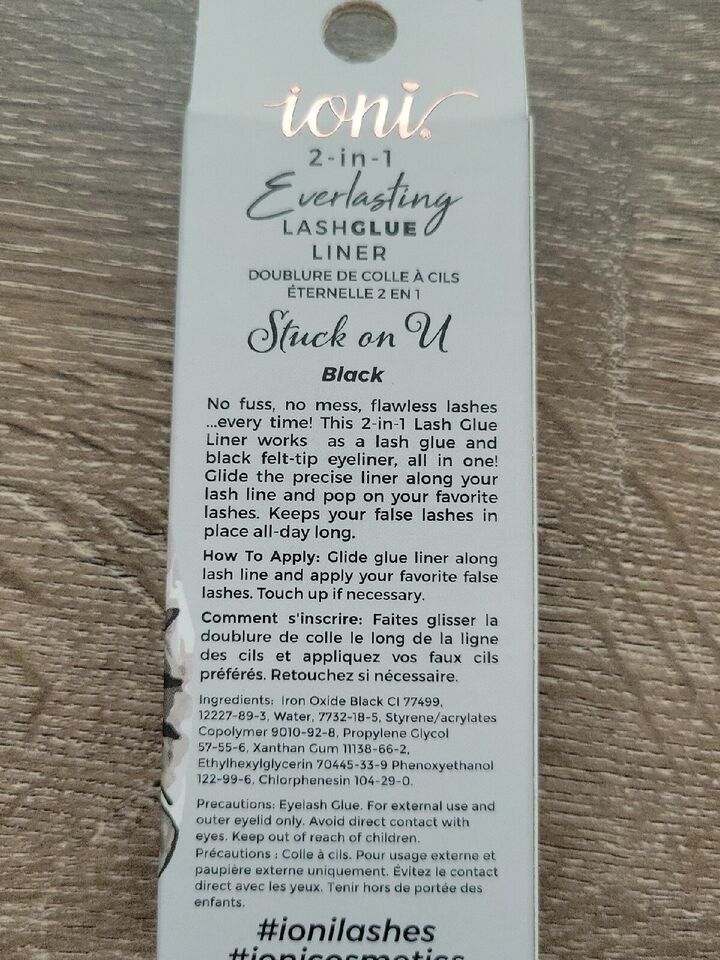 ioni
2-in-1
Everlasting
LASHGLUE
LINER
DOUBLURE DE COLLE À CILS
ÉTERNELLE 2 EN 1
Stuck on U
Black
No fuss, no mess, flawless lashes
...every time! This 2-in-1 Lash Glue
Liner works as a lash glue and
black felt-tip eyeliner, all in one!
Glide the precise liner along your
lash line and pop on your favorite
lashes. Keeps your false lashes in
place all-day long.
How To Apply: Glide glue liner along
lash line and apply your favorite false
lashes. Touch up if necessary.
Comment s'inscrire: Faites glisser la
doublure de colle le long de la ligne
des cils et appliquez vos faux cils
préférés. Retouchez si nécessaire.
Ingredients: Iron Oxide Black CI 77499,
12227-89-3, Water, 7732-18-5, Styrene/acrylates
Copolymer 9010-92-8, Propylene Glycol
57-55-6, Xanthan Gum 11138-66-2,
Ethylhexylglycerin 70445-33-9 Phenoxyethanol
122-99-6, Chlorphenesin 104-29-0.
Precautions: Eyelash Glue. For external use and
outer eyelid only. Avoid direct contact with
eyes. Keep out of reach of children.
Précautions : Colle à cils. Pour usage externe et
paupière externe uniquement. Évitez le contact
direct avec les yeux. Tenir hors de portée des
enfants.
#ionilashes
#ionicosmetics